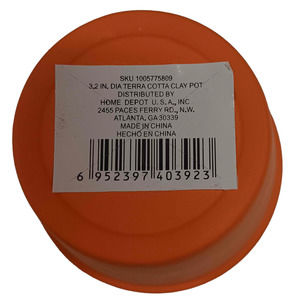 SKU 1005775809
3.2 IN. DIA TERRA COTTA CLAY POT
DISTRIBUTED BY
HOME DEPOT U. S. A., INC
2455 PACES FERRY RD., N.W.
ATLANTA, GA 30339
MADE IN CHINA
HECHO EN CHINA
6 952397 403923